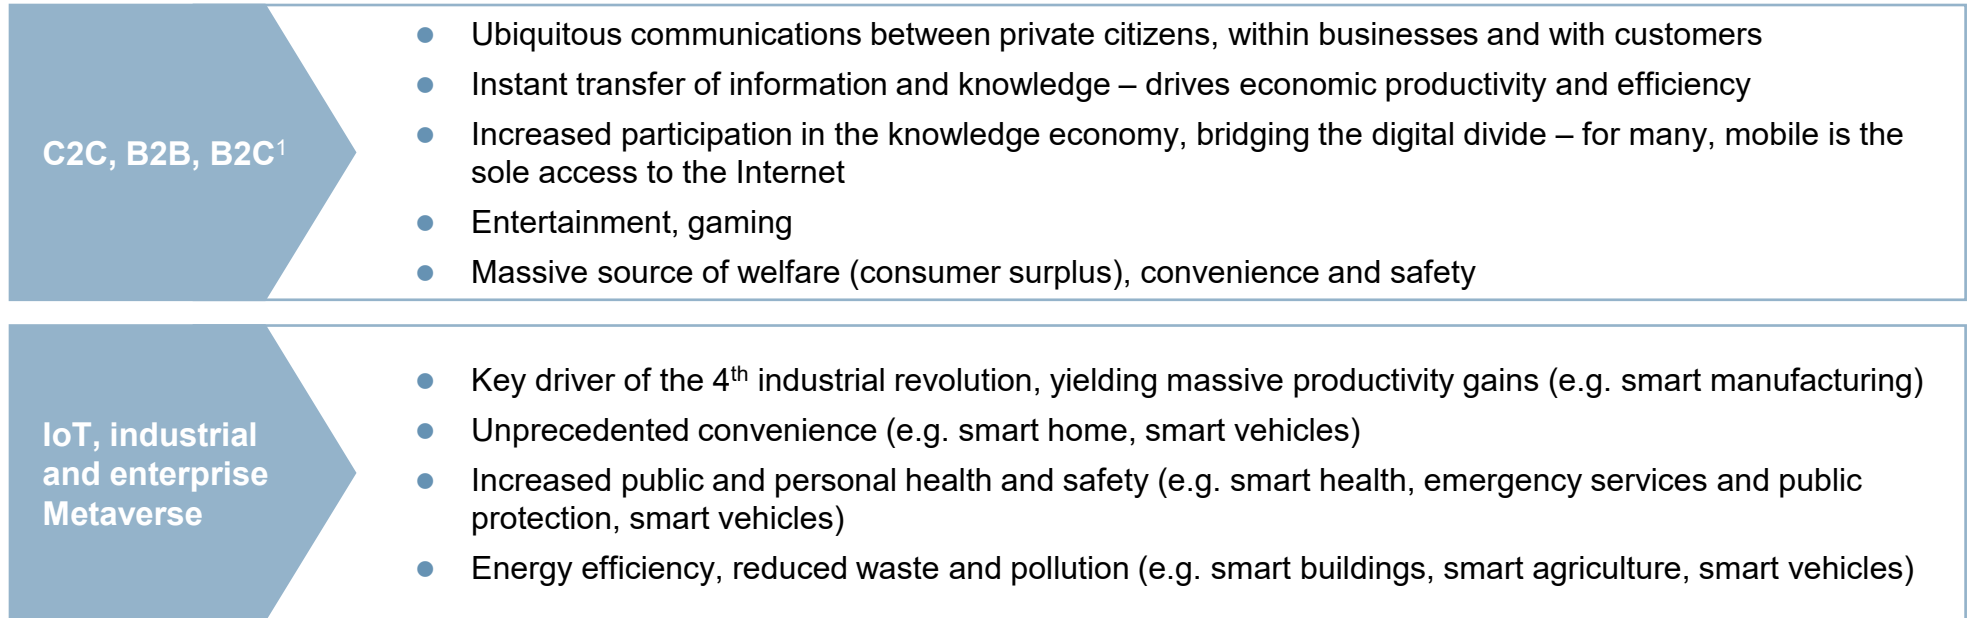 C2C, B2B, B2C¹
● Ubiquitous communications between private citizens, within businesses and with customers
● Instant transfer of information and knowledge – drives economic productivity and efficiency
● Increased participation in the knowledge economy, bridging the digital divide – for many, mobile is the
sole access to the Internet
● Entertainment, gaming
● Massive source of welfare (consumer surplus), convenience and safety
IoT, industrial
and enterprise
Metaverse
● Key driver of the 4th industrial revolution, yielding massive productivity gains (e.g. smart manufacturing)
● Unprecedented convenience (e.g. smart home, smart vehicles)
● Increased public and personal health and safety (e.g. smart health, emergency services and public
protection, smart vehicles)
● Energy efficiency, reduced waste and pollution (e.g. smart buildings, smart agriculture, smart vehicles)